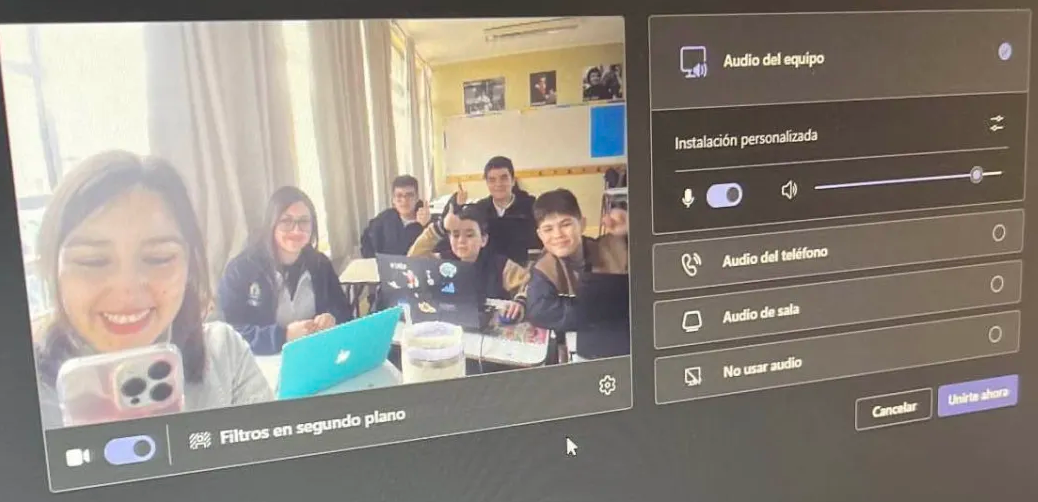 Audio del equipo
Instalación personalizada
Audio del teléfono
Audio de sala
No usar audio
Cancelar
Unirte ahora
Filtros en segundo plano